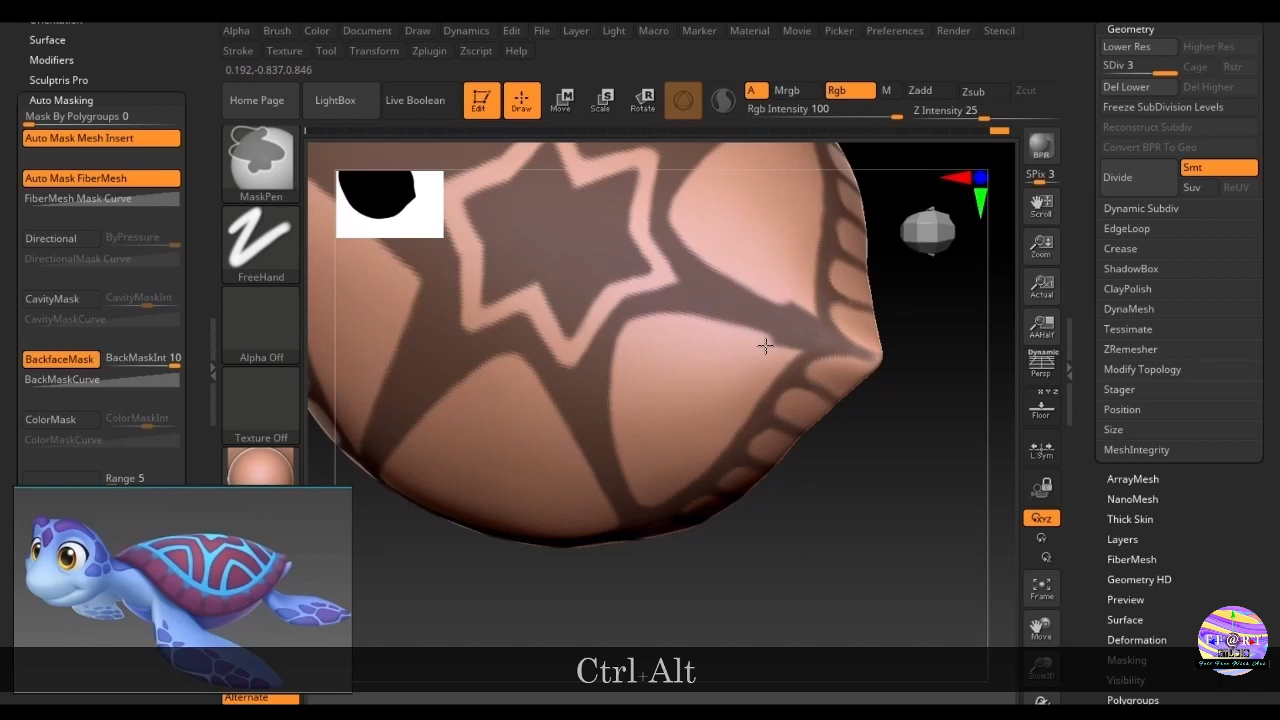 Surface
Modifiers
Sculptris Pro
Auto Masking
Mask By Polygroups 0
Auto Mask Mesh Insert
Auto Mask FiberMesh
FiberMesh Mask Curve
Directional ByPressure
DirectionalMask Curve
CavityMask CavityMaskInt
CavityMaskCurve
BackfaceMask BackMaskInt 10
BackMaskCurve
ColorMask ColorMaskInt
ColorMaskCurve
Range 5
Alpha Brush Color Document Draw Dynamics Edit File Layer Light Macro Marker Material Movie Picker Preferences Render Stencil
Stroke Texture Tool Transform Zplugin Zscript Help
0.192,-0.837,0.846
Home Page LightBox Live Boolean Edit Draw Move Scale Rotate
A Mrgb Rgb M Zadd Zsub Zcut
Rgb Intensity 100 Z Intensity 25
MaskPen
FreeHand
Alpha Off
Texture Off
Alternate
BPR
SPix 3
Scroll
Zoom
Actual
AAHalf
Dynamic
Persp
X Y Z
Floor
L.Sym
XYZ
Frame
Move
Zoom3D
Geometry
Lower Res Higher Res
SDiv 3 Cage Rstr
Del Lower Del Higher
Freeze SubDivision Levels
Reconstruct Subdiv
Convert BPR To Geo
Divide Smt
Suv ReUV
Dynamic Subdiv
EdgeLoop
Crease
ShadowBox
ClayPolish
DynaMesh
Tessimate
ZRemesher
Modify Topology
Stager
Position
Size
MeshIntegrity
ArrayMesh
NanoMesh
Thick Skin
Layers
FiberMesh
Geometry HD
Preview
Surface
Deformation
Masking
Visibility
Polygroups
Ctrl+Alt